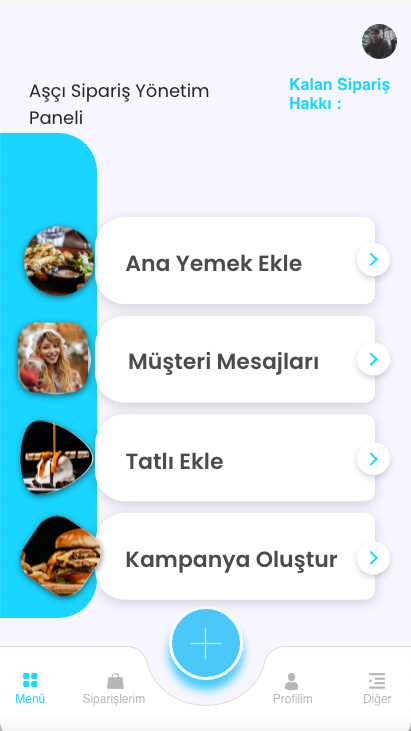 Aşçı Sipariş Yönetim
Paneli
Kalan Sipariş
Hakkı :
Ana Yemek Ekle
Müşteri Mesajları
Tatlı Ekle
Kampanya Oluştur
Menü
Siparişlerim
Profilim
Diğer